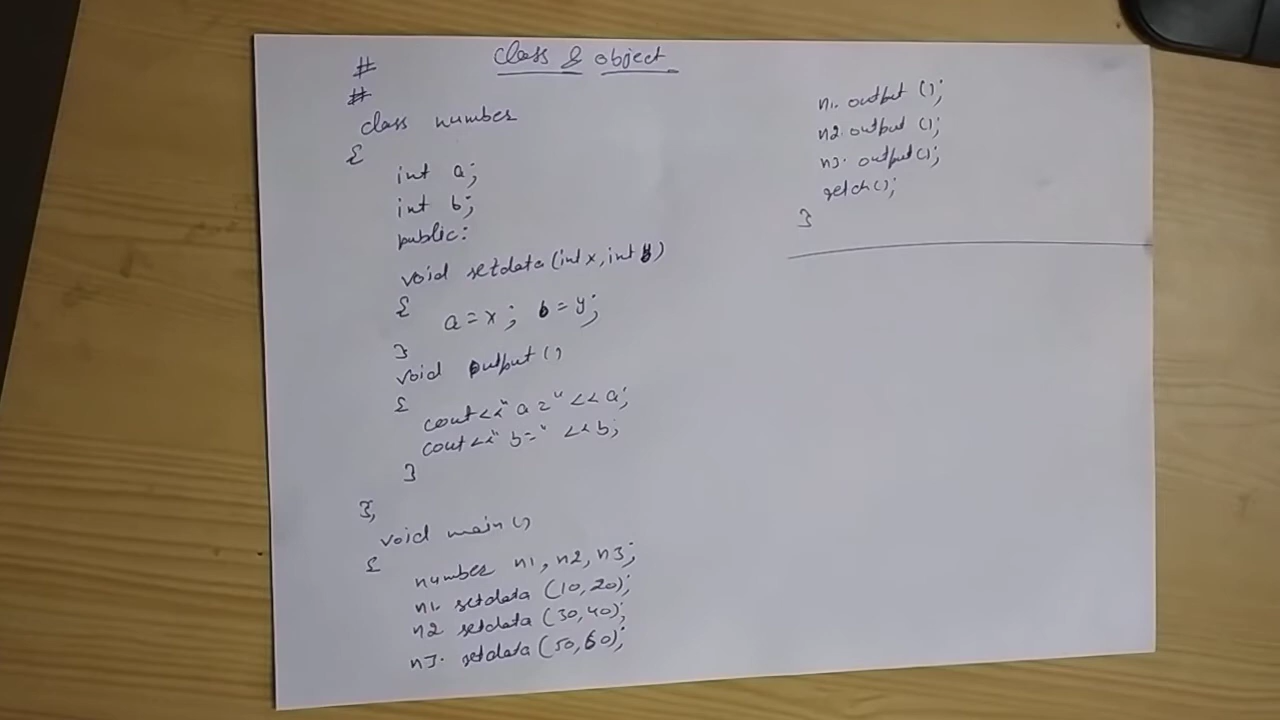 class & object
#
#
class number
{
int a;
int b;
public:
void setdata(int x, int y)
{
a=x; b=y;
}
void output()
{
cout<<"a="<<a;
cout<<"b="<<b;
}
};
void main()
{
number n1, n2, n3;
n1. setdata (10,20);
n2 setdata (30,40);
n3. setdata (50,60);
n1. output ();
n2. output ();
n3. output();
getch();
}